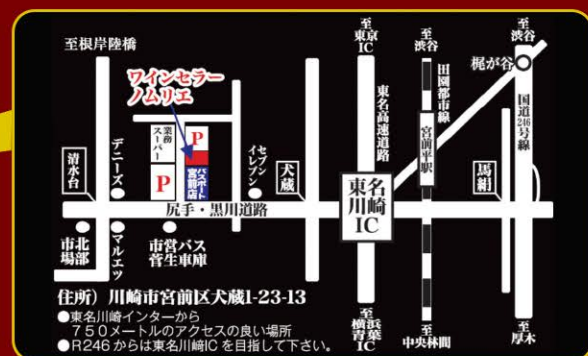 至根岸陸橋
至東京IC
至渋谷
至渋谷
梶が谷
ワインセラー
ノムリエ
業務スーパー
P
P
パスポート宮前店
デニーズ
清水台
セブンイレブン
犬蔵
東名高速道路
田園都市線
宮前平駅
国道246号線
馬絹
東名川崎IC
尻手・黒川道路
北部市場
マルエツ
市営バス
菅生車庫
住所）川崎市宮前区犬蔵1-23-13
●東名川崎インターから
750メートルのアクセスの良い場所
●R246からは東名川崎ICを目指して下さい。
至横浜青葉IC
至中央林間
至厚木